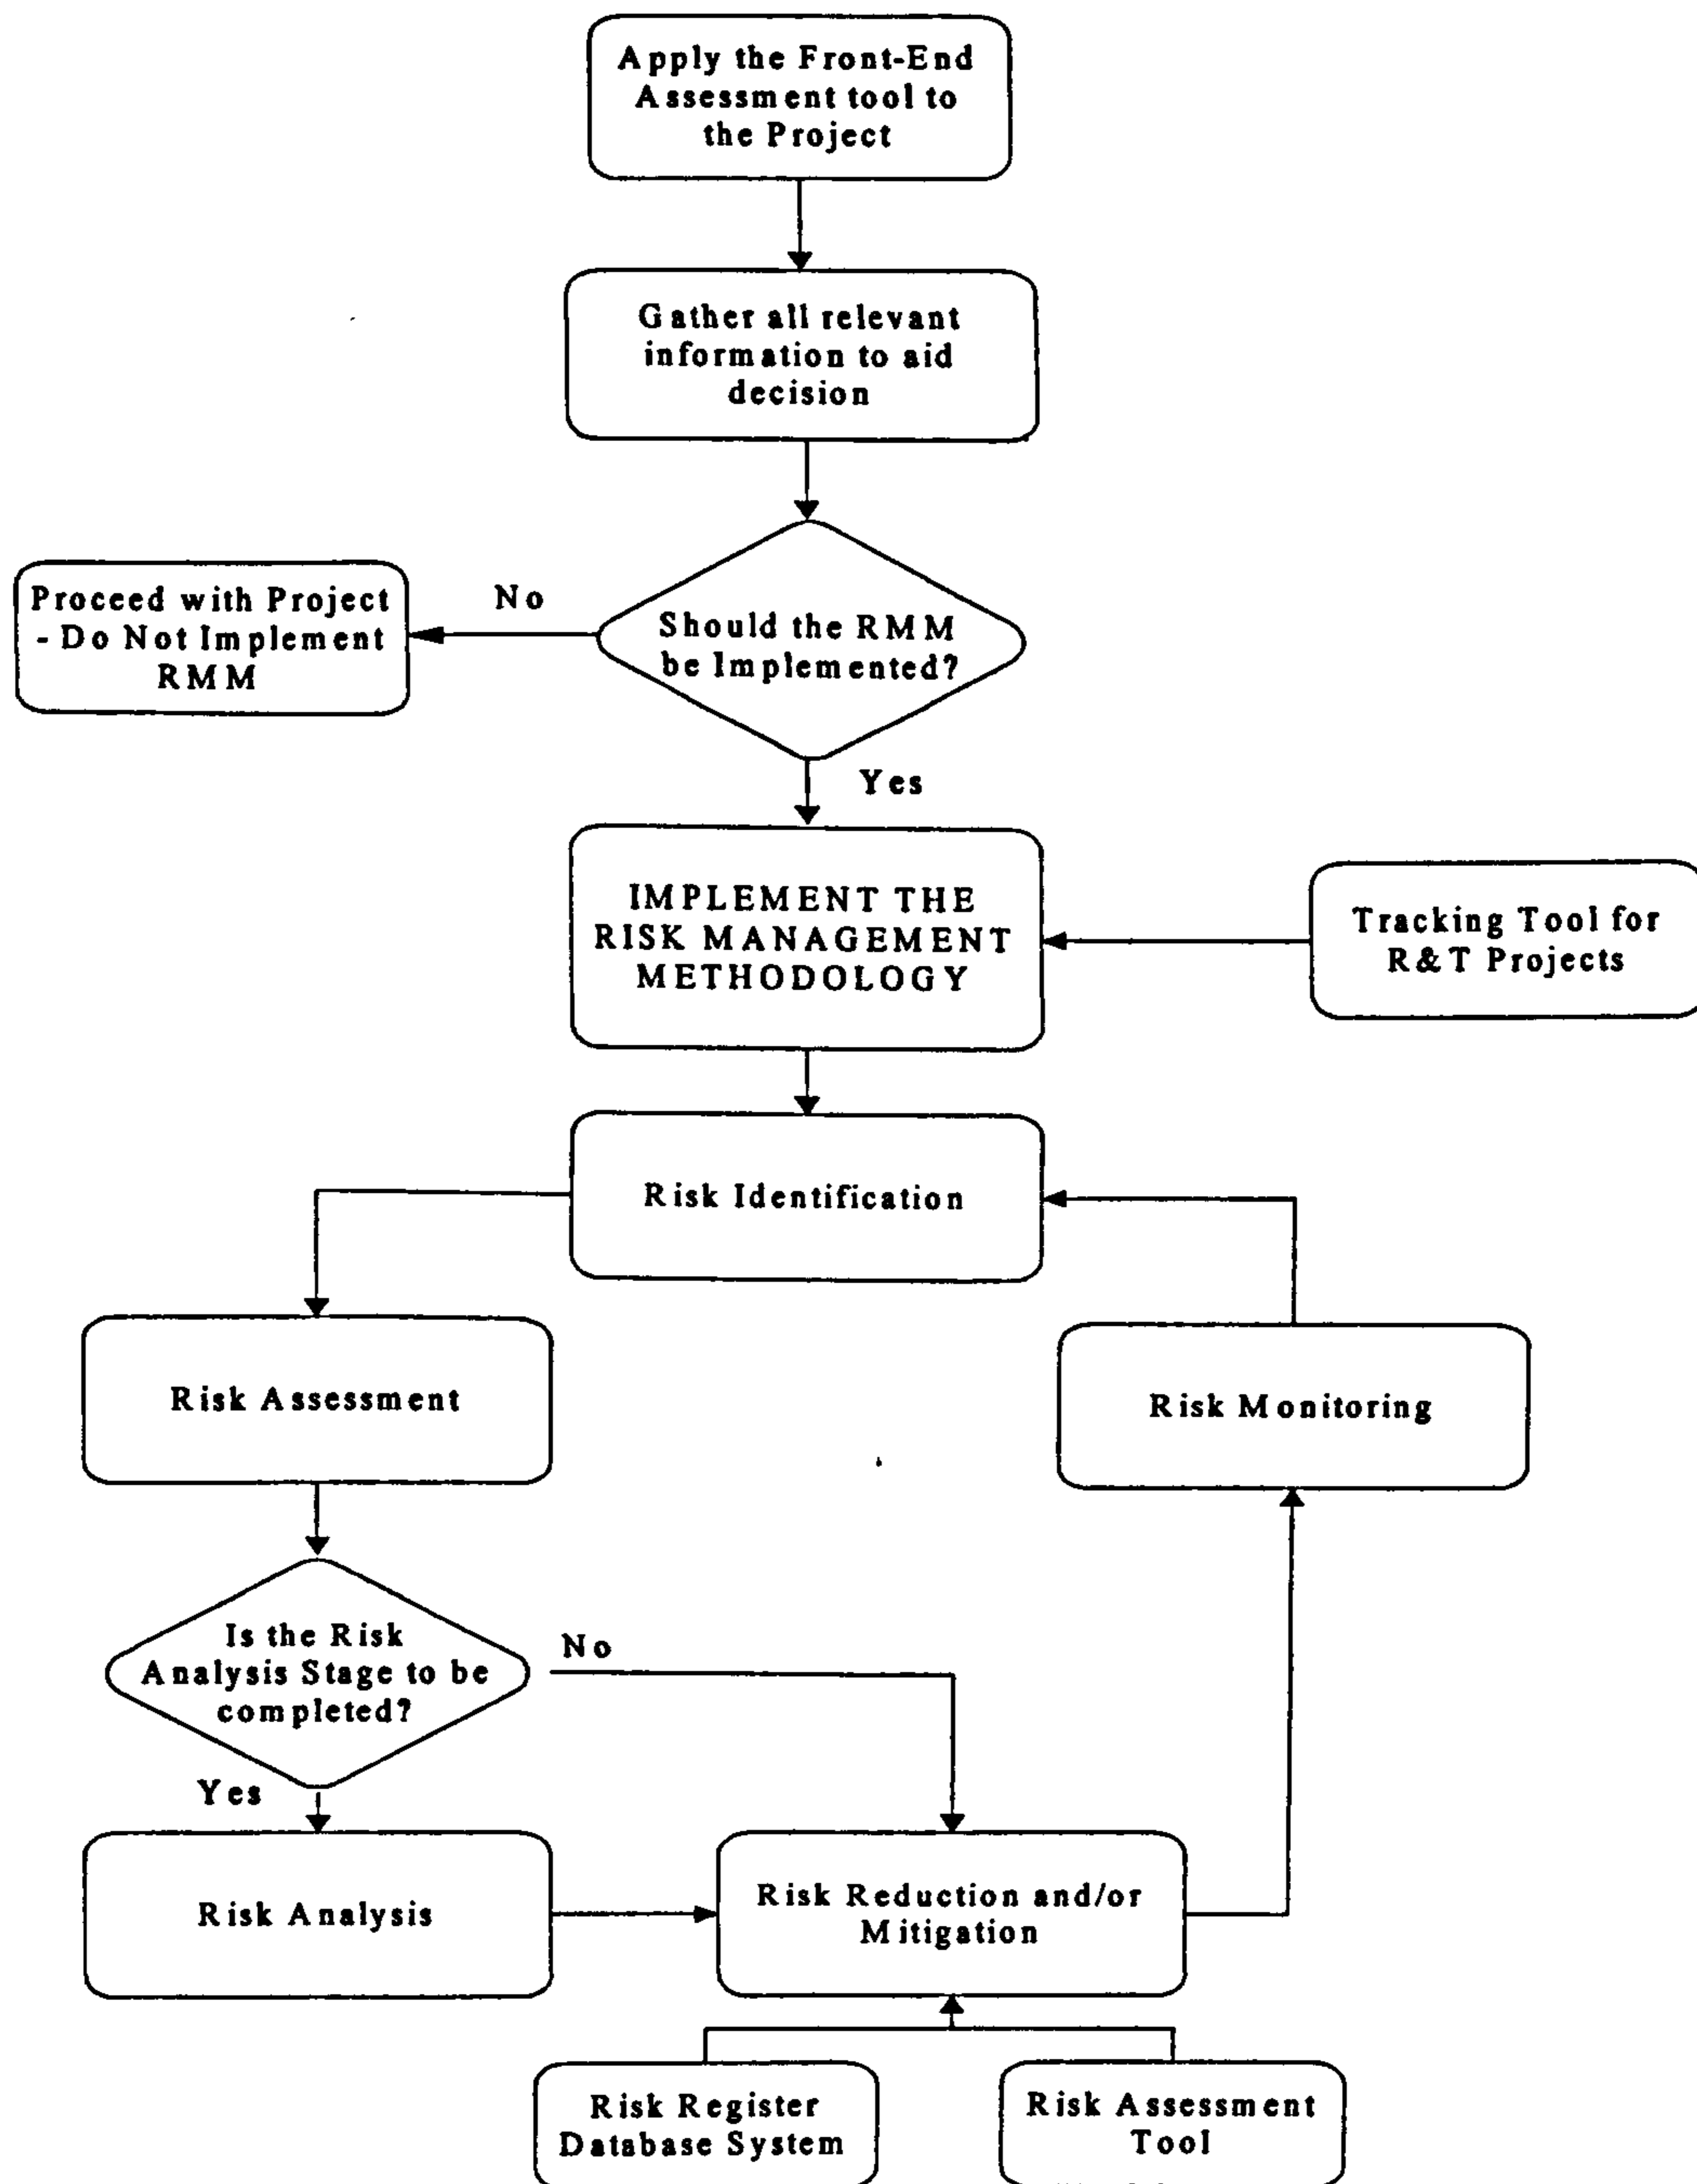 Apply the Front-End
Assessment tool to
the Project
Gather all relevant
information to aid
decision
Proceed with Project
- Do Not Implement
RMM
No
Should the RMM
be Implemented?
Yes
IMPLEMENT THE
RISK MANAGEMENT
METHODOLOGY
Tracking Tool for
R&T Projects
Risk Identification
Risk Assessment
Risk Monitoring
Is the Risk
Analysis Stage to be
completed?
No
Yes
Risk Analysis
Risk Reduction and/or
Mitigation
Risk Register
Database System
Risk Assessment
Tool